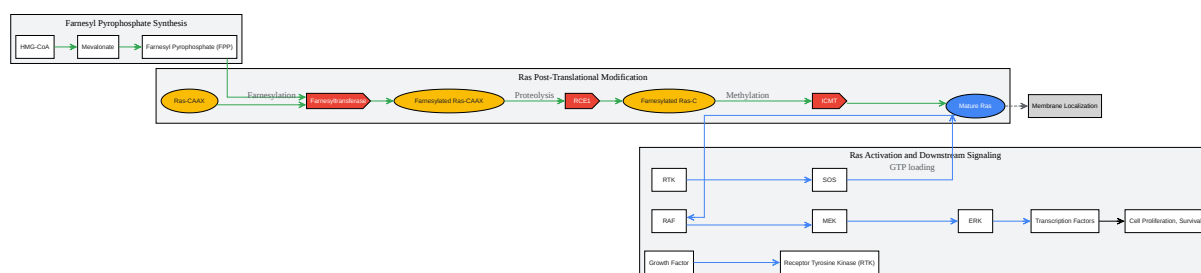 Farnesyl Pyrophosphate Synthesis
HMG-CoA
Mevalonate
Farnesyl Pyrophosphate (FPP)
Ras Post-Translational Modification
Ras-CAAX
Farnesylation
Farnesyltransferase
Farnesylated Ras-CAAX
Proteolysis
RCE1
Farnesylated Ras-C
Methylation
ICMT
Mature Ras
Membrane Localization
Ras Activation and Downstream Signaling
GTP loading
RTK
SOS
RAF
MEK
ERK
Transcription Factors
Cell Proliferation, Survival
Growth Factor
Receptor Tyrosine Kinase (RTK)